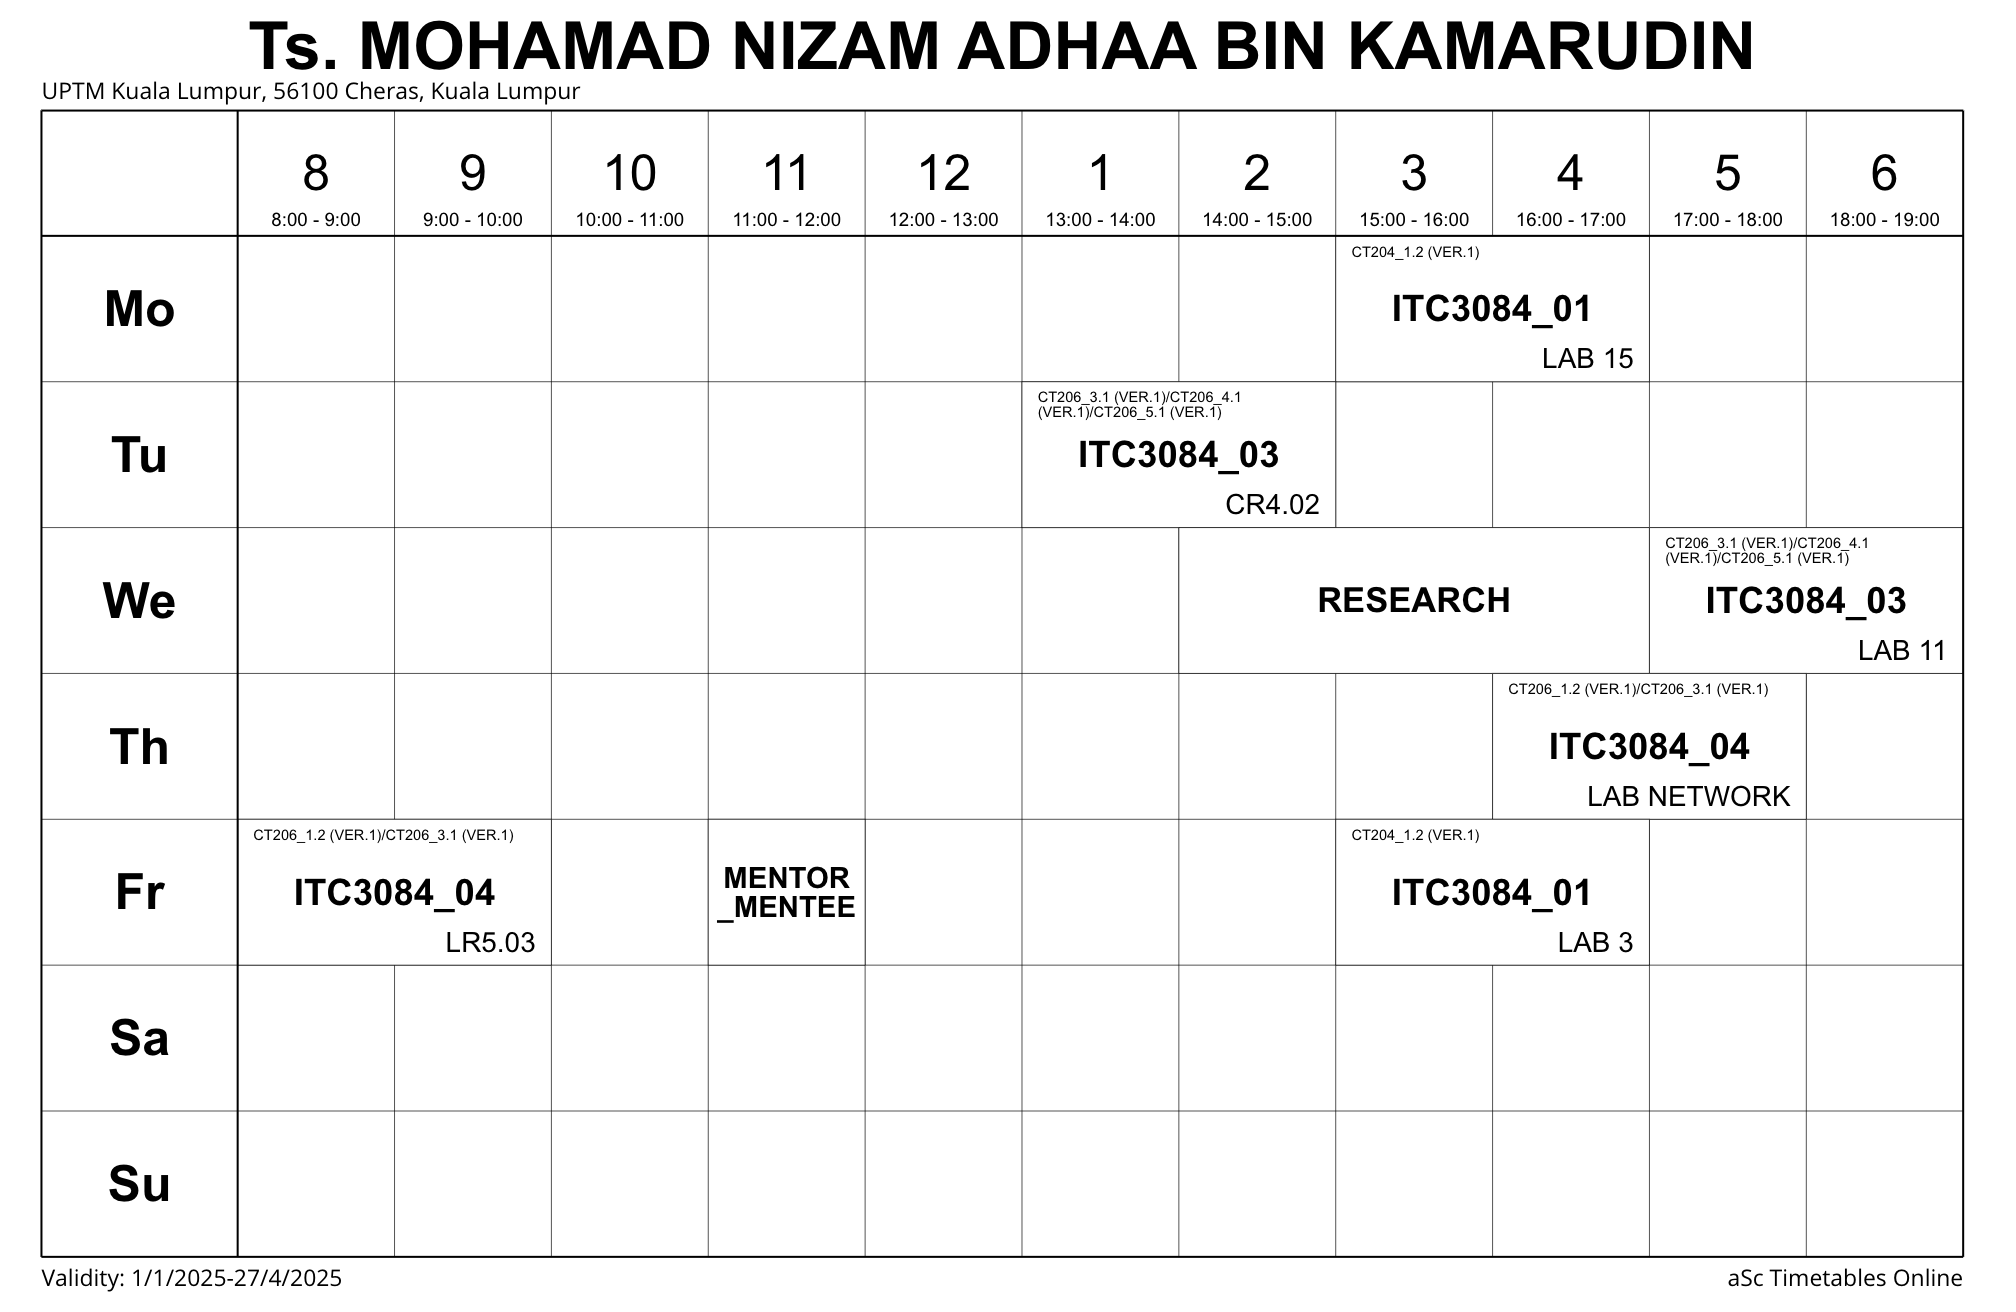 Ts. MOHAMAD NIZAM ADHAA BIN KAMARUDIN
UPTM Kuala Lumpur, 56100 Cheras, Kuala Lumpur
8 9 10 11 12 1 2 3 4 5 6
8:00 - 9:00 9:00 - 10:00 10:00 - 11:00 11:00 - 12:00 12:00 - 13:00 13:00 - 14:00 14:00 - 15:00 15:00 - 16:00 16:00 - 17:00 17:00 - 18:00 18:00 - 19:00
Mo
CT204_1.2 (VER.1)
ITC3084_01
LAB 15
Tu
CT206_3.1 (VER.1)/CT206_4.1
(VER.1)/CT206_5.1 (VER.1)
ITC3084_03
CR4.02
We
RESEARCH
CT206_3.1 (VER.1)/CT206_4.1
(VER.1)/CT206_5.1 (VER.1)
ITC3084_03
LAB 11
Th
CT206_1.2 (VER.1)/CT206_3.1 (VER.1)
ITC3084_04
LAB NETWORK
Fr
CT206_1.2 (VER.1)/CT206_3.1 (VER.1)
ITC3084_04
LR5.03
MENTOR
_MENTEE
CT204_1.2 (VER.1)
ITC3084_01
LAB 3
Sa
Su
Validity: 1/1/2025-27/4/2025
aSc Timetables Online